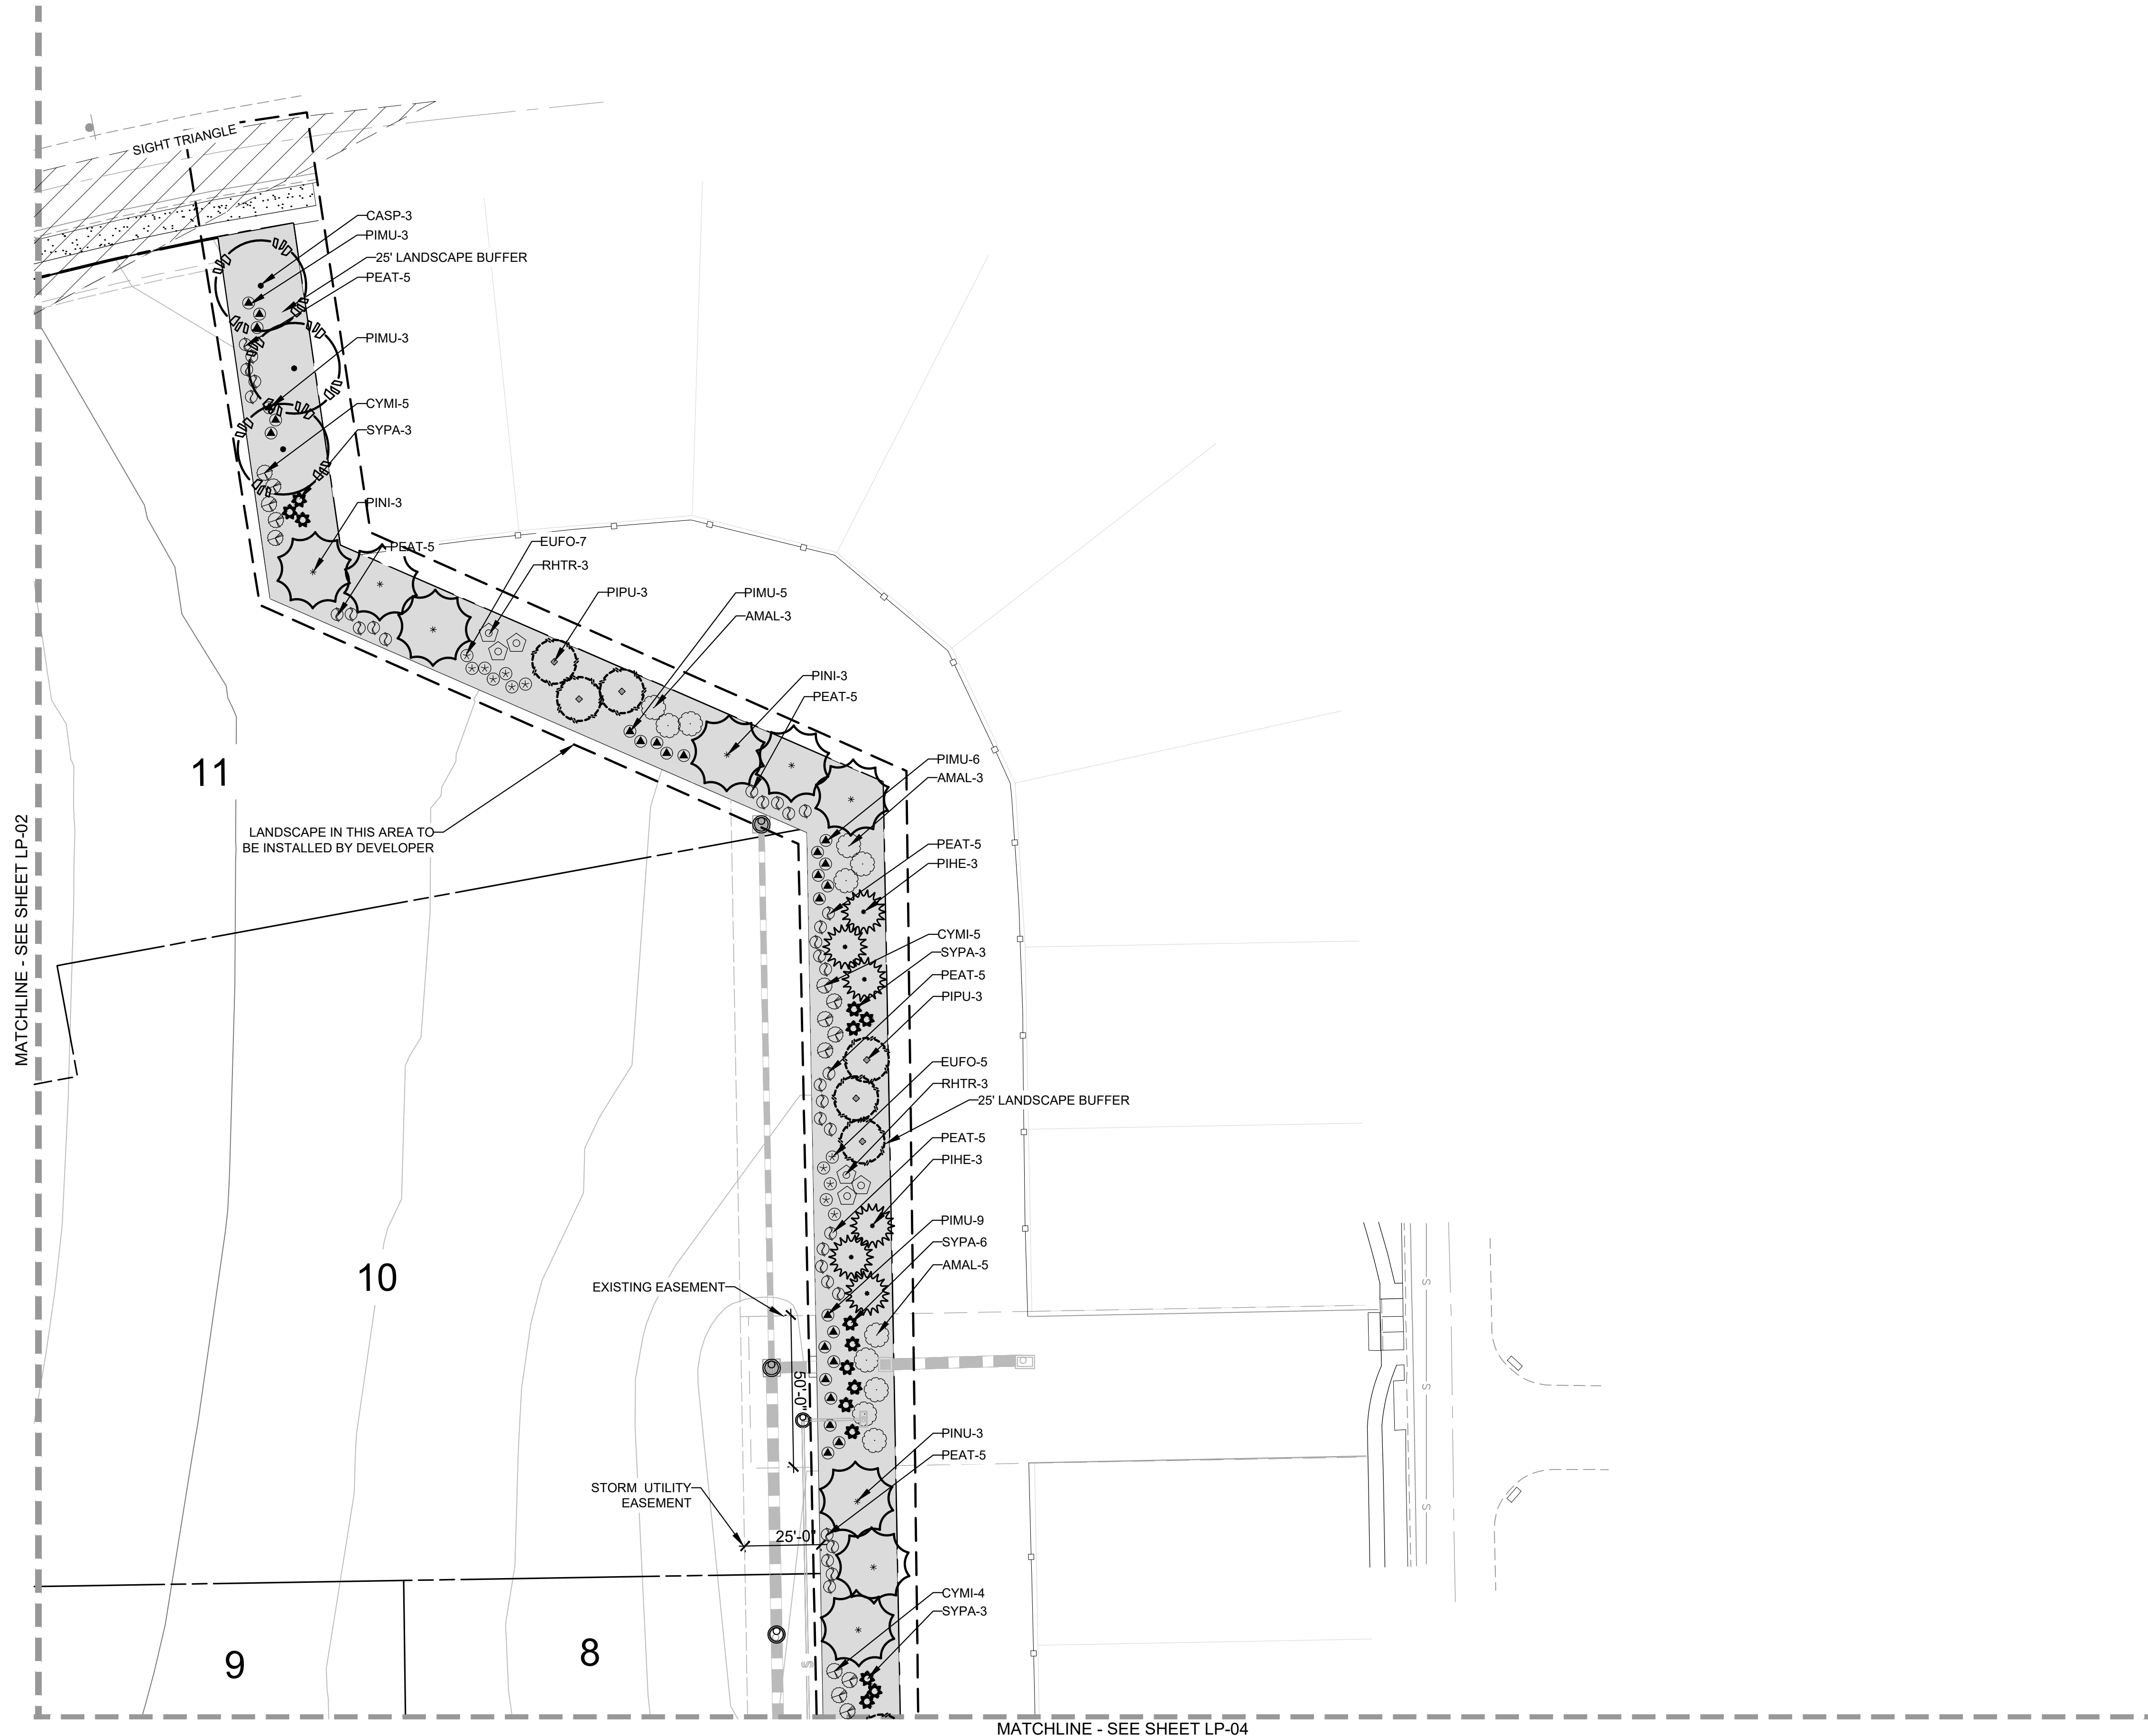 SIGHT TRIANGLE
CASP-3
PIMU-3
25' LANDSCAPE BUFFER
PEAT-5
PIMU-3
CYMI-5
SYPA-3
PINI-3
PEAT-5
EUFO-7
RHTR-3
PIPU-3
PIMU-5
AMAL-3
PINI-3
PEAT-5
PIMU-6
AMAL-3
PEAT-5
PIHE-3
CYMI-5
SYPA-3
PEAT-5
PIPU-3
EUFO-5
RHTR-3
25' LANDSCAPE BUFFER
PEAT-5
PIHE-3
PIMU-9
SYPA-6
AMAL-5
PINU-3
PEAT-5
CYMI-4
SYPA-3
11
LANDSCAPE IN THIS AREA TO
BE INSTALLED BY DEVELOPER
10
EXISTING EASEMENT
50'-0"
STORM UTILITY
EASEMENT
25'-0"
9
8
S
S
S
S
MATCHLINE - SEE SHEET LP-02
MATCHLINE - SEE SHEET LP-04